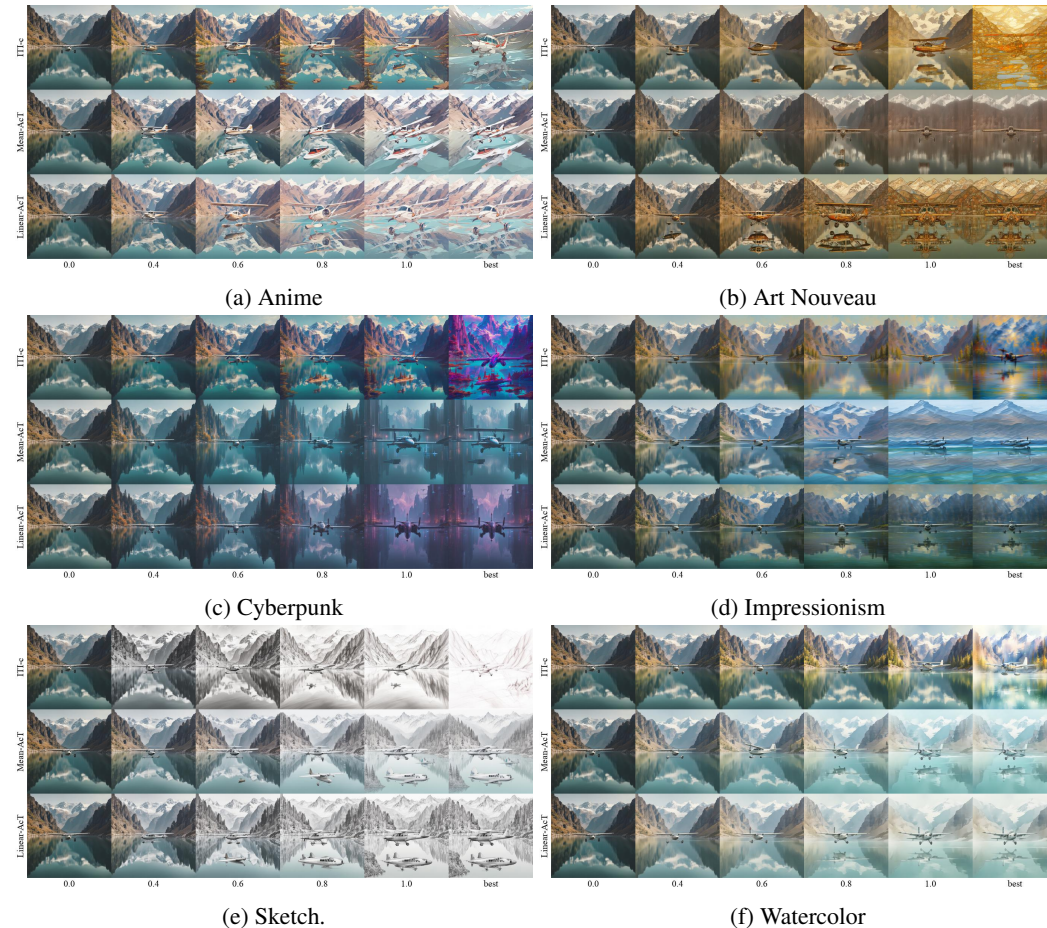 ITI-c
Mean-AcT
Linear-AcT
0.0 0.4 0.6 0.8 1.0 best
(a) Anime
ITI-c
Mean-AcT
Linear-AcT
0.0 0.4 0.6 0.8 1.0 best
(b) Art Nouveau
ITI-c
Mean-AcT
Linear-AcT
0.0 0.4 0.6 0.8 1.0 best
(c) Cyberpunk
ITI-c
Mean-AcT
Linear-AcT
0.0 0.4 0.6 0.8 1.0 best
(d) Impressionism
ITI-c
Mean-AcT
Linear-AcT
0.0 0.4 0.6 0.8 1.0 best
(e) Sketch.
ITI-c
Mean-AcT
Linear-AcT
0.0 0.4 0.6 0.8 1.0 best
(f) Watercolor